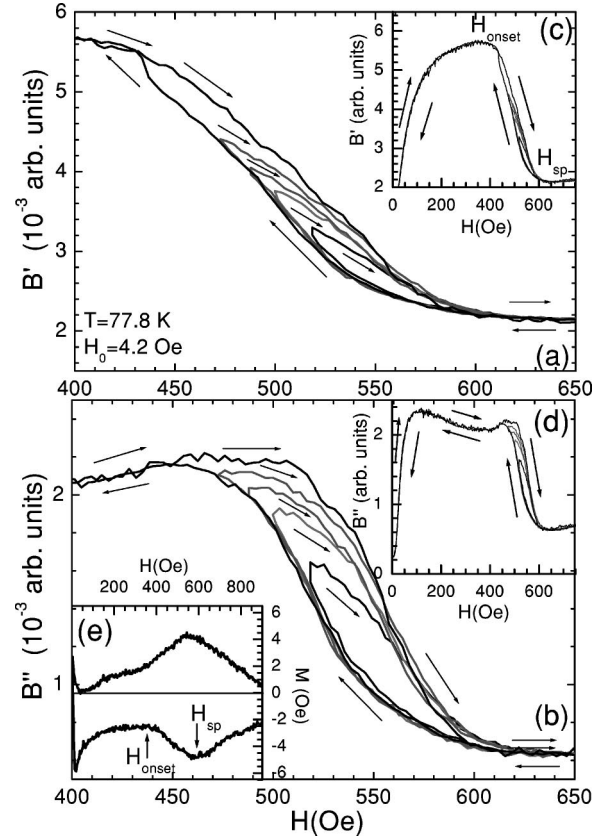 6
5
4
3
2
B' (10⁻³ arb. units)
T=77.8 K
H₀=4.2 Oe
(a)
400 450 500 550 600 650
6
5
4
3
2
B' (arb. units)
H_onset
(c)
H_sp
0 200 400 600
H(Oe)
2
1
B'' (10⁻³ arb. units)
(b)
2
1
0
B'' (arb. units)
(d)
0 200 400 600
H(Oe)
H(Oe)
200 400 600 800
(e)
6
4
2
0
-2
-4
-6
M (Oe)
H_sp
H_onset
400 450 500 550 600 650
H(Oe)